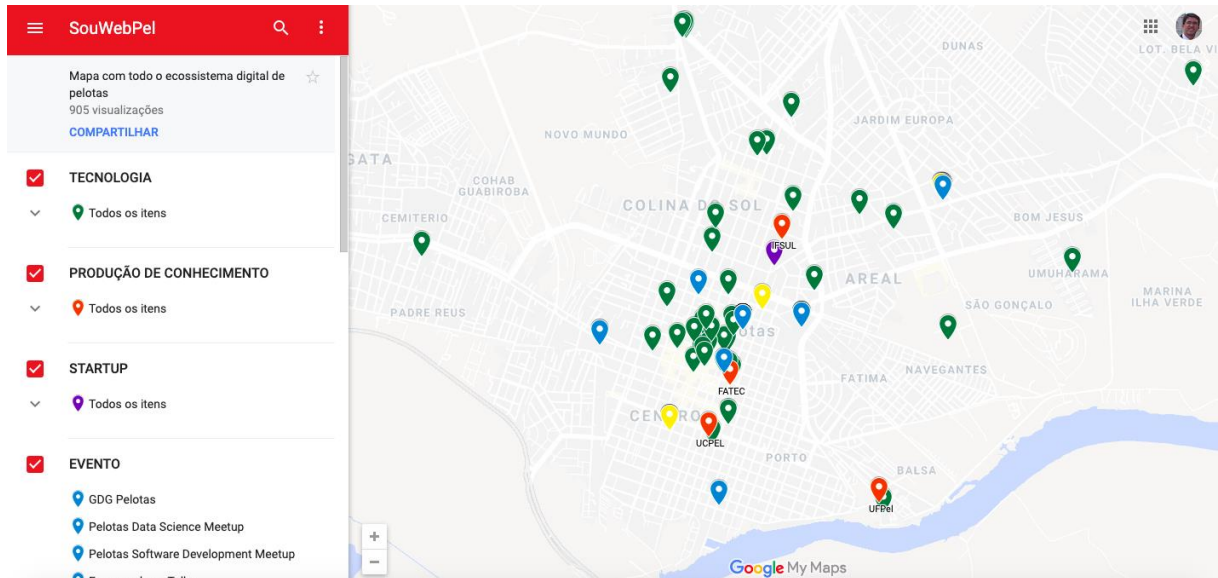 SouWebPel
Mapa com todo o ecossistema digital de
pelotas
905 visualizações
COMPARTILHAR
TECNOLOGIA
Todos os itens
PRODUÇÃO DE CONHECIMENTO
Todos os itens
STARTUP
Todos os itens
EVENTO
GDG Pelotas
Pelotas Data Science Meetup
Pelotas Software Development Meetup
DUNAS
LOT. BELA VI
JARDIM EUROPA
NOVO MUNDO
GATA
COHAB
GUABIROBA
COLINA DO SOL
CEMITERIO
BOM JESUS
IFSUL
UMUHARAMA
AREAL
MARINA
ILHA VERDE
SÃO GONÇALO
PADRE REUS
otas
NAVEGANTES
FATIMA
FATEC
CENTRO
UCPEL
PORTO
BALSA
UFPel
Google My Maps